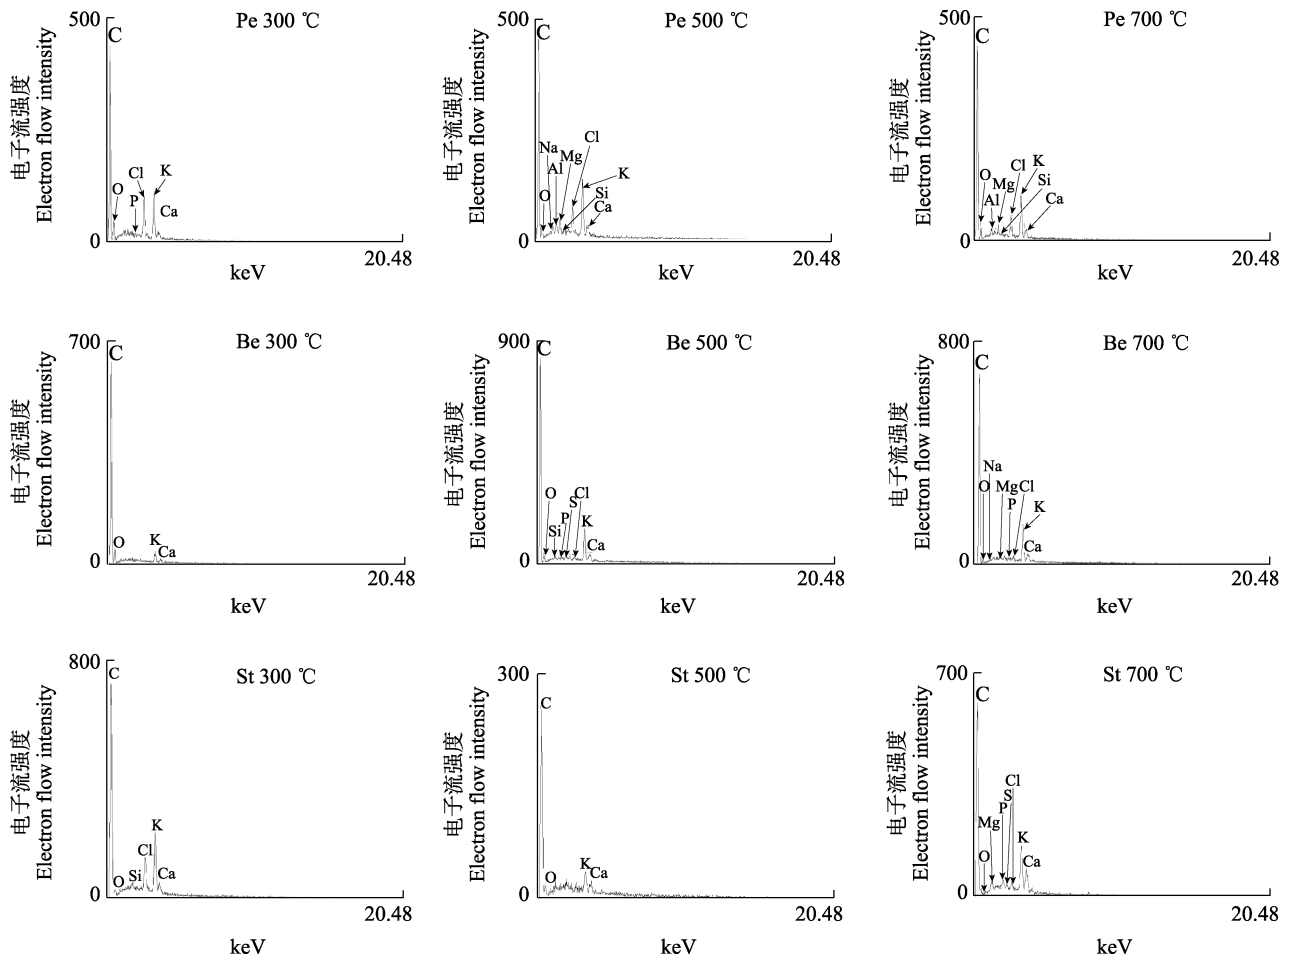 500
Pe 300 ℃
C
O
P
Cl
K
Ca
0
20.48
keV
电子流强度
Electron flow intensity
500
Pe 500 ℃
C
Na
Al
Mg
Cl
O
K
Si
Ca
0
20.48
keV
电子流强度
Electron flow intensity
500
Pe 700 ℃
C
O
Al
Mg
Cl
K
Si
Ca
0
20.48
keV
电子流强度
Electron flow intensity
700
Be 300 ℃
C
O
K
Ca
0
20.48
keV
电子流强度
Electron flow intensity
900
Be 500 ℃
C
O
Si
P
S
Cl
K
Ca
0
20.48
keV
电子流强度
Electron flow intensity
800
Be 700 ℃
C
Na
O
Mg
P
Cl
K
Ca
0
20.48
keV
电子流强度
Electron flow intensity
800
St 300 ℃
C
O
Si
Cl
K
Ca
0
20.48
keV
电子流强度
Electron flow intensity
300
St 500 ℃
C
O
K
Ca
0
20.48
keV
电子流强度
Electron flow intensity
700
St 700 ℃
C
O
Mg
P
S
Cl
K
Ca
0
20.48
keV
电子流强度
Electron flow intensity